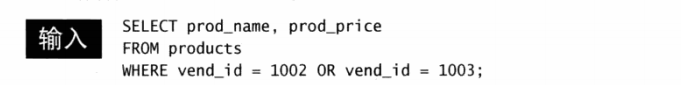 输入
SELECT prod_name, prod_price
FROM products
WHERE vend_id = 1002 OR vend_id = 1003;